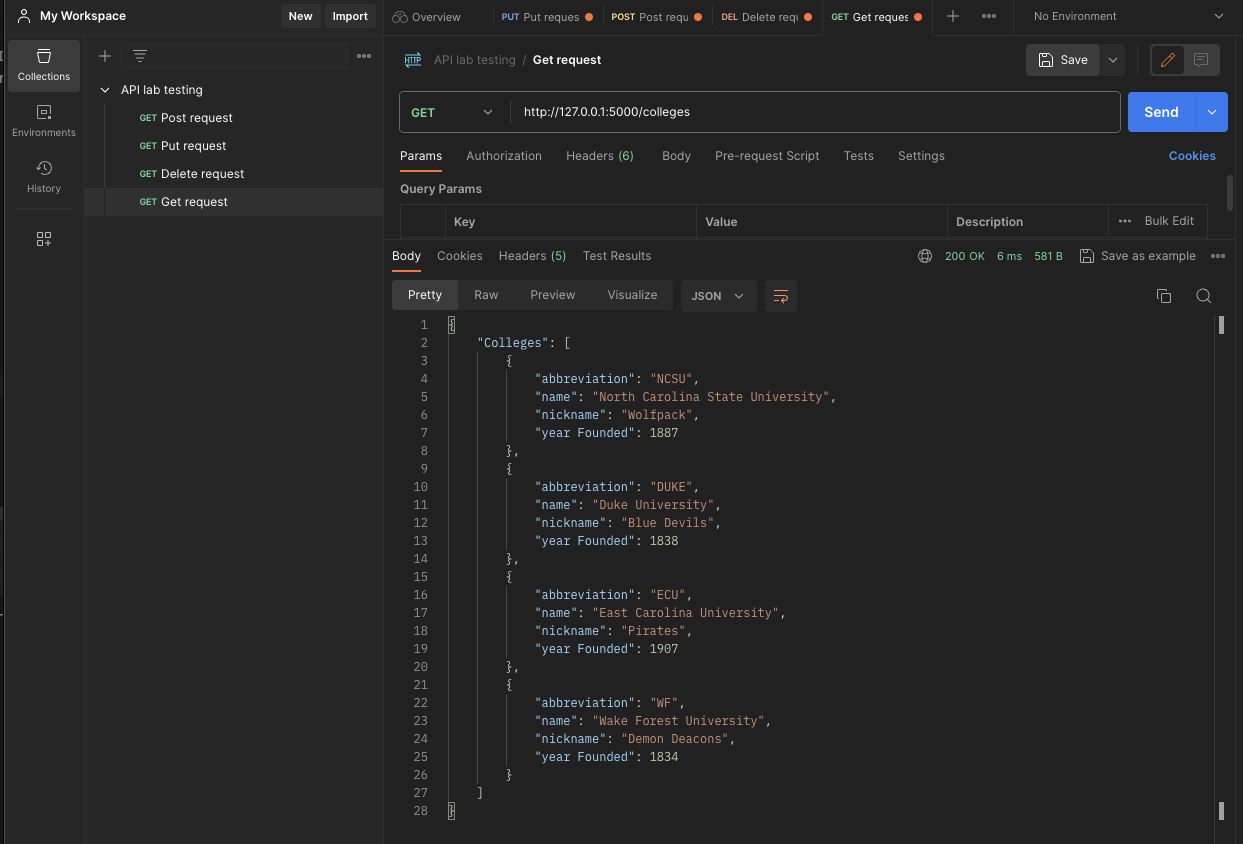 My Workspace New Import
Overview PUT Put reques POST Post requ DEL Delete requ GET Get reques No Environment
Collections
Environments
History
API lab testing
GET Post request
GET Put request
GET Delete request
GET Get request
HTTP API lab testing / Get request Save
GET http://127.0.0.1:5000/colleges Send
Params Authorization Headers (6) Body Pre-request Script Tests Settings Cookies
Query Params
Key Value Description Bulk Edit
Body Cookies Headers (5) Test Results 200 OK 6 ms 581 B Save as example
Pretty Raw Preview Visualize JSON
1 {
2 "Colleges": [
3 {
4 "abbreviation": "NCSU",
5 "name": "North Carolina State University",
6 "nickname": "Wolfpack",
7 "year Founded": 1887
8 },
9 {
10 "abbreviation": "DUKE",
11 "name": "Duke University",
12 "nickname": "Blue Devils",
13 "year Founded": 1838
14 },
15 {
16 "abbreviation": "ECU",
17 "name": "East Carolina University",
18 "nickname": "Pirates",
19 "year Founded": 1907
20 },
21 {
22 "abbreviation": "WF",
23 "name": "Wake Forest University",
24 "nickname": "Demon Deacons",
25 "year Founded": 1834
26 }
27 ]
28 }